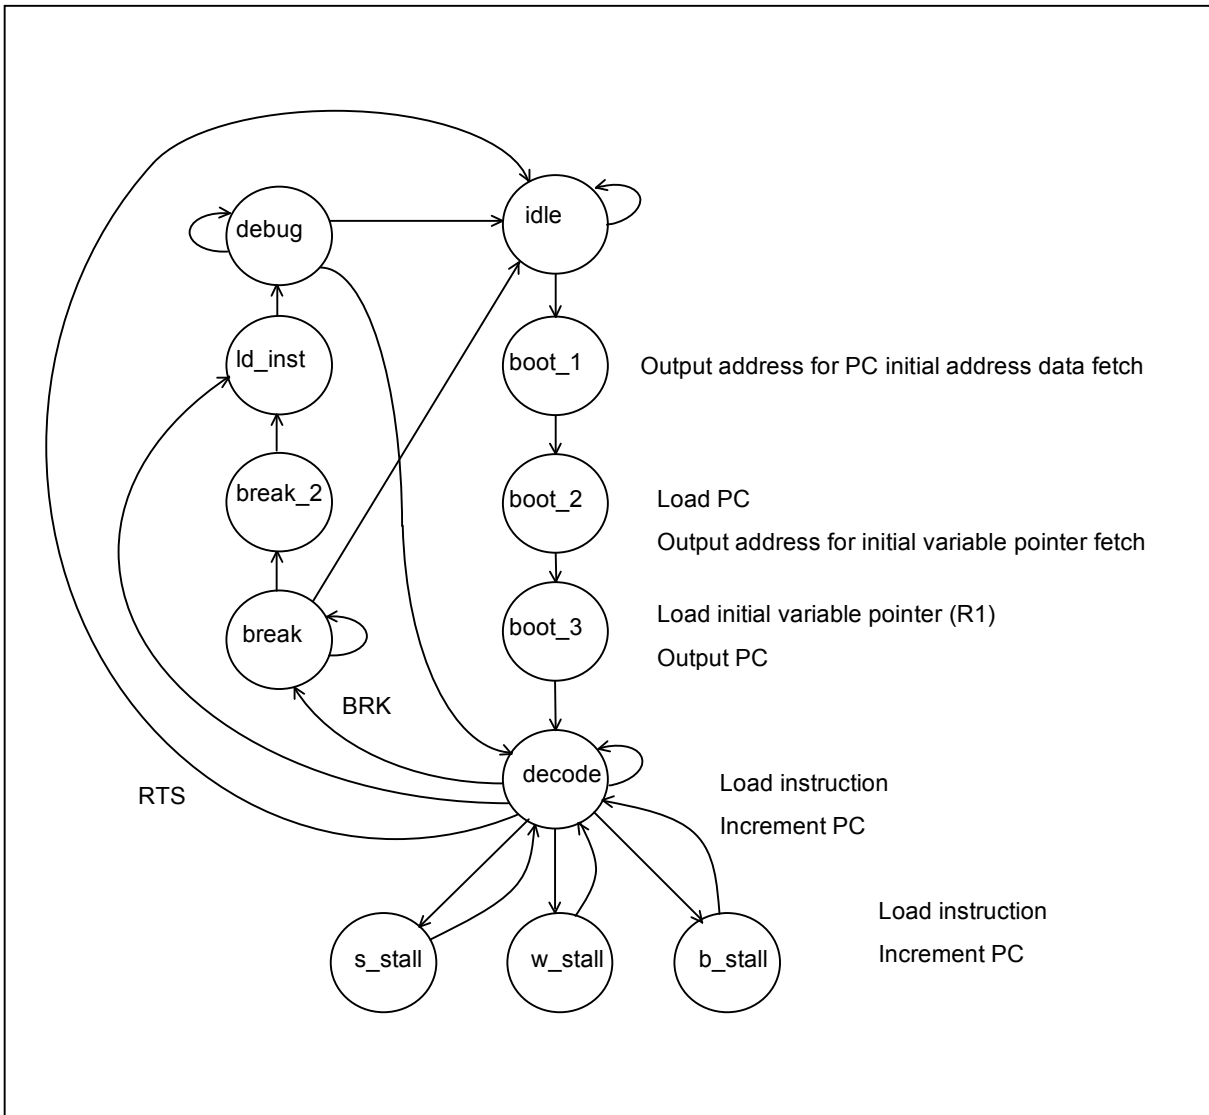 idle
debug
ld_inst
boot_1
Output address for PC initial address data fetch
break_2
boot_2
Load PC
Output address for initial variable pointer fetch
break
boot_3
Load initial variable pointer (R1)
Output PC
BRK
decode
RTS
Load instruction
Increment PC
s_stall
w_stall
b_stall
Load instruction
Increment PC